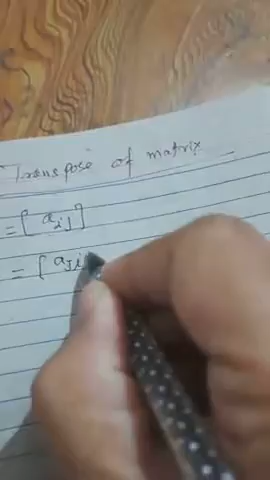 Transpose of matrix
= [ aij ]
= [ aji